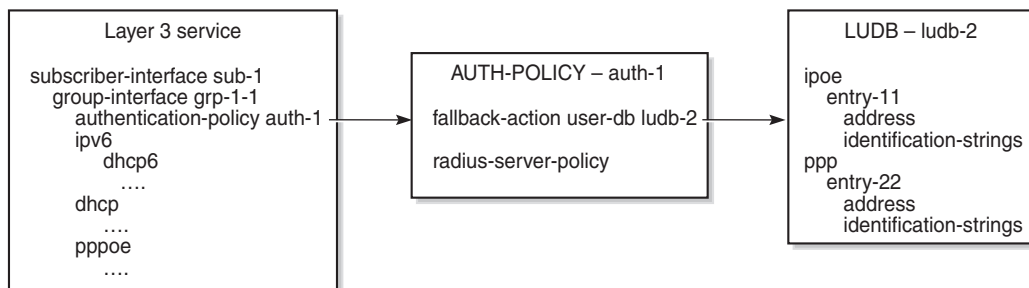 Layer 3 service
subscriber-interface sub-1
group-interface grp-1-1
authentication-policy auth-1
ipv6
dhcp6
....
dhcp
....
pppoe
....
AUTH-POLICY – auth-1
fallback-action user-db ludb-2
radius-server-policy
LUDB – ludb-2
ipoe
entry-11
address
identification-strings
ppp
entry-22
address
identification-strings